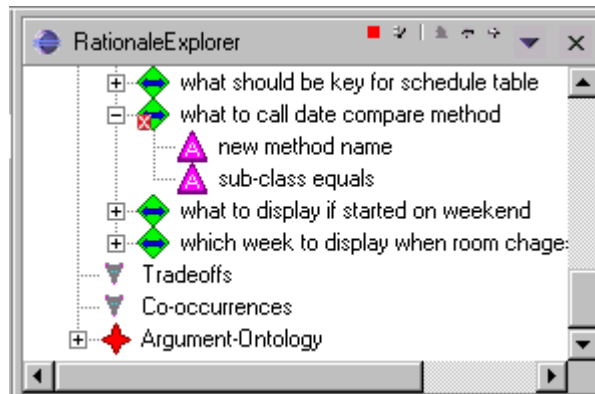 RationaleExplorer
what should be key for schedule table
what to call date compare method
A new method name
A sub-class equals
what to display if started on weekend
which week to display when room chage:
Tradeoffs
Co-occurrences
Argument-Ontology